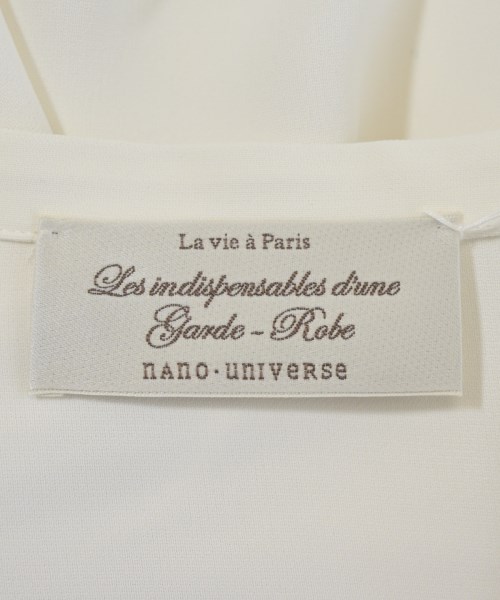 La vie à Paris
Les indispensables d'une
Garde - Robe
nano·universe